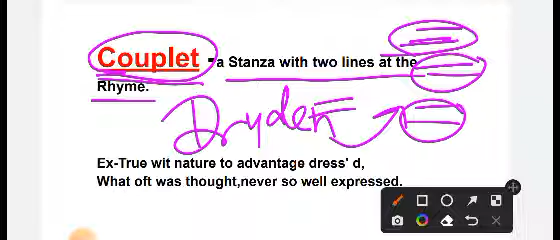 Couplet -a Stanza with two lines at the
Rhyme.
Dryden
Ex-True wit nature to advantage dress'd,
What oft was thought,never so well expressed.